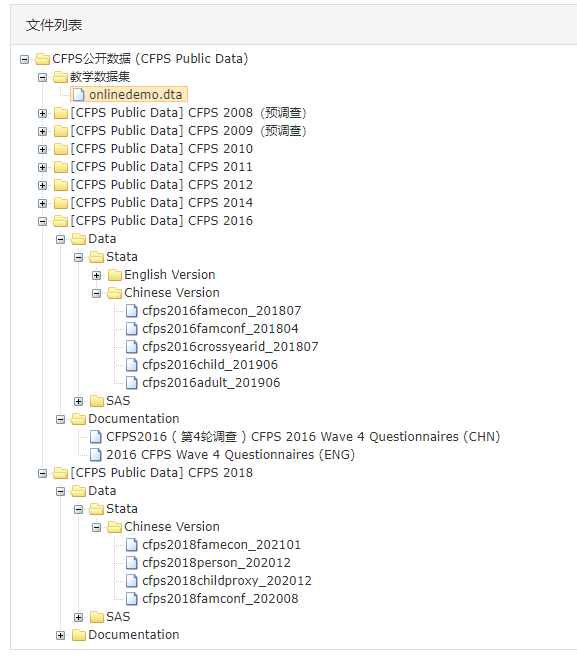 文件列表
CFPS公开数据 (CFPS Public Data)
教学数据集
onlinedemo.dta
[CFPS Public Data] CFPS 2008（预调查）
[CFPS Public Data] CFPS 2009（预调查）
[CFPS Public Data] CFPS 2010
[CFPS Public Data] CFPS 2011
[CFPS Public Data] CFPS 2012
[CFPS Public Data] CFPS 2014
[CFPS Public Data] CFPS 2016
Data
Stata
English Version
Chinese Version
cfps2016famecon_201807
cfps2016famconf_201804
cfps2016crossyearid_201807
cfps2016child_201906
cfps2016adult_201906
SAS
Documentation
CFPS2016（第4轮调查）CFPS 2016 Wave 4 Questionnaires (CHN)
2016 CFPS Wave 4 Questionnaires (ENG)
[CFPS Public Data] CFPS 2018
Data
Stata
Chinese Version
cfps2018famecon_202101
cfps2018person_202012
cfps2018childproxy_202012
cfps2018famconf_202008
SAS
Documentation